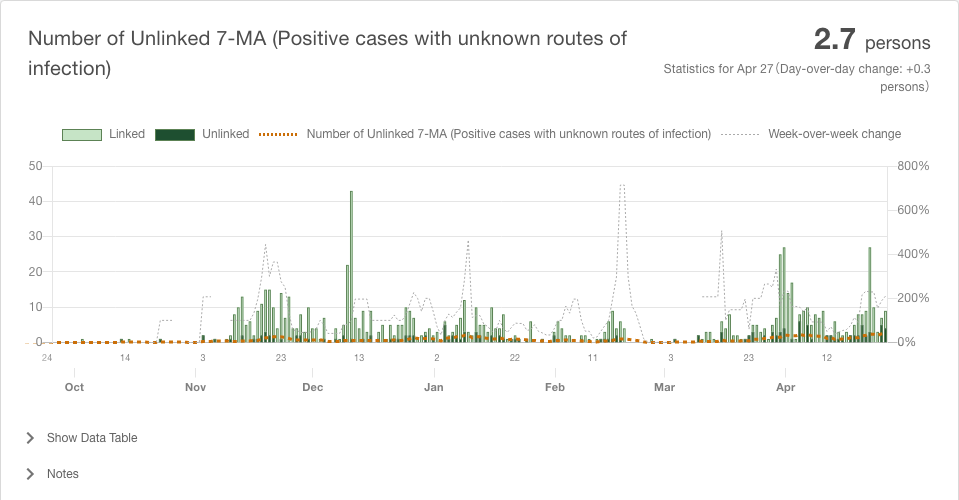 Number of Unlinked 7-MA (Positive cases with unknown routes of
infection)
2.7 persons
Statistics for Apr 27(Day-over-day change: +0.3
persons)
Linked Unlinked Number of Unlinked 7-MA (Positive cases with unknown routes of infection) Week-over-week change
50 800%
40 600%
30 400%
20
10 200%
0 0%
24 14 3 23 13 2 22 11 3 23 12
Oct Nov Dec Jan Feb Mar Apr
Show Data Table
Notes